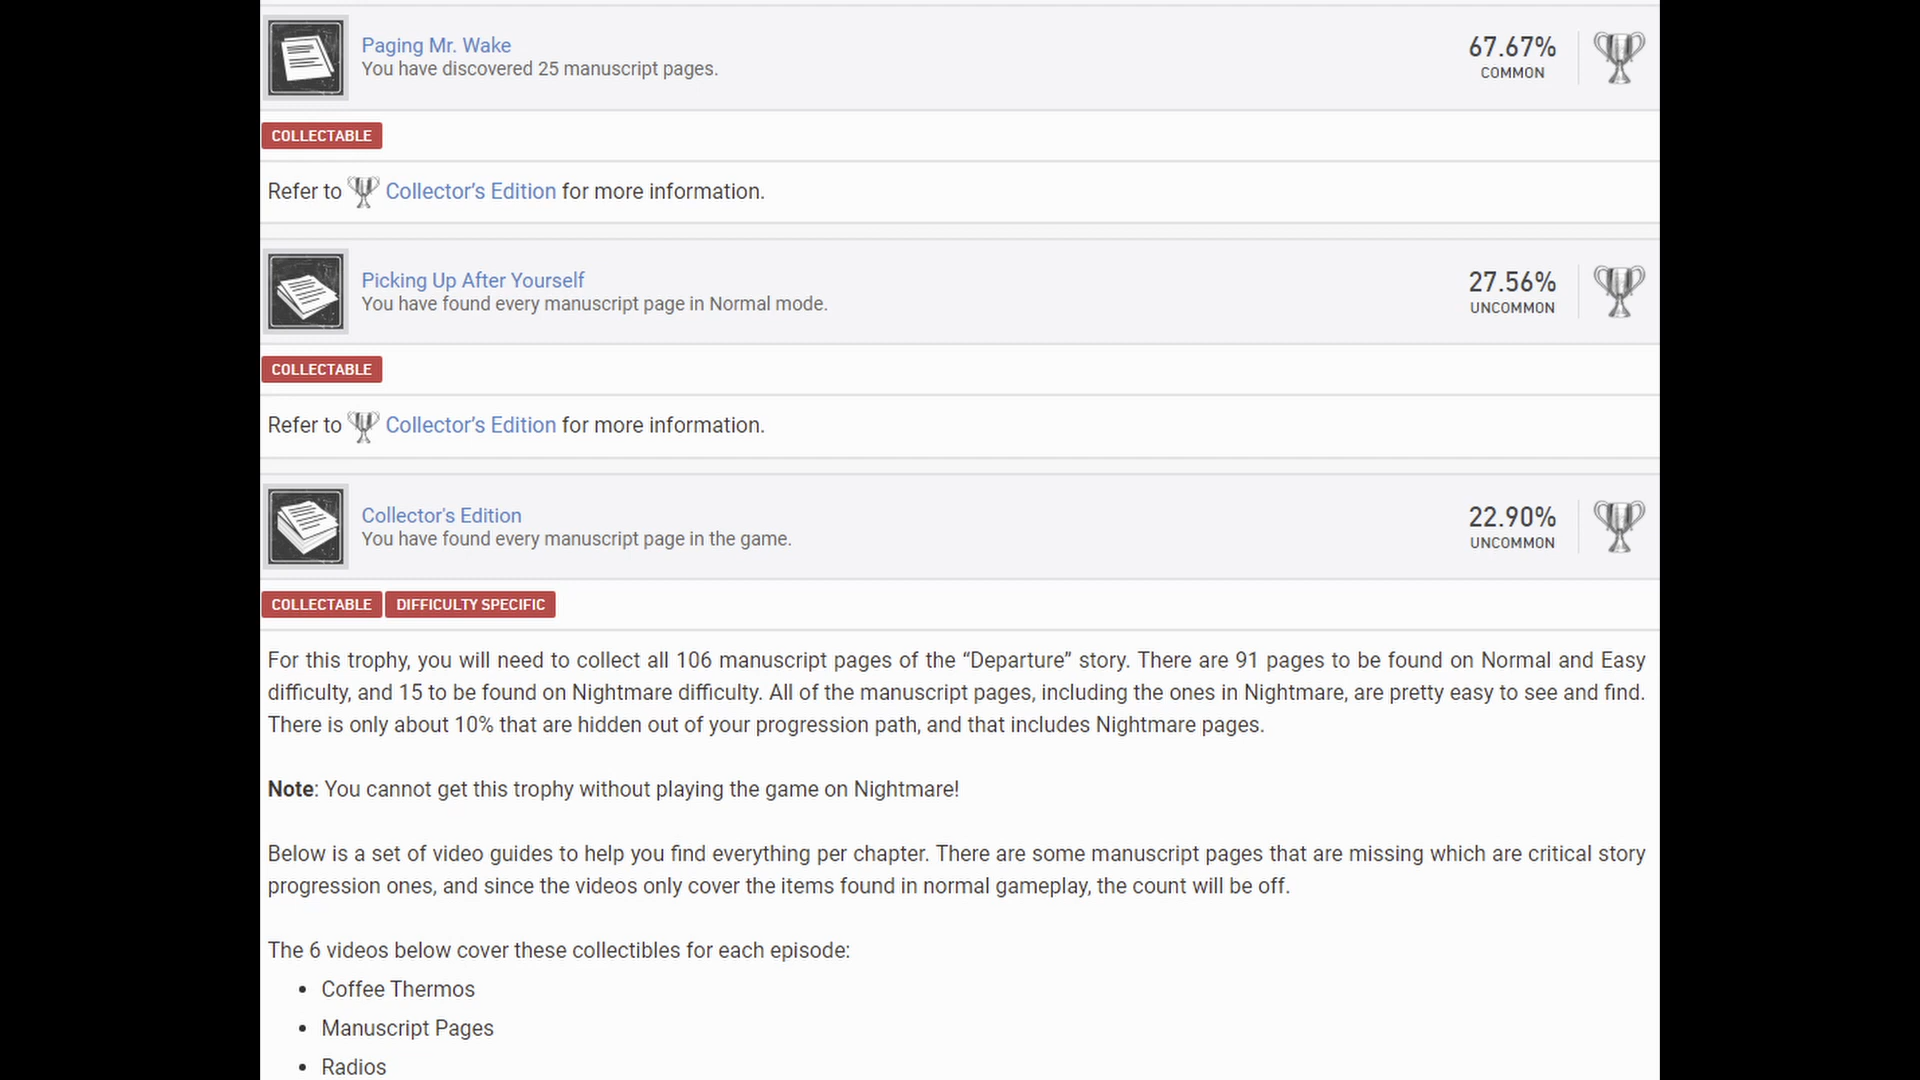 Paging Mr. Wake
You have discovered 25 manuscript pages.
67.67%
COMMON
COLLECTABLE
Refer to Collector’s Edition for more information.
Picking Up After Yourself
You have found every manuscript page in Normal mode.
27.56%
UNCOMMON
COLLECTABLE
Refer to Collector’s Edition for more information.
Collector's Edition
You have found every manuscript page in the game.
22.90%
UNCOMMON
COLLECTABLE DIFFICULTY SPECIFIC
For this trophy, you will need to collect all 106 manuscript pages of the “Departure” story. There are 91 pages to be found on Normal and Easy
difficulty, and 15 to be found on Nightmare difficulty. All of the manuscript pages, including the ones in Nightmare, are pretty easy to see and find.
There is only about 10% that are hidden out of your progression path, and that includes Nightmare pages.
Note: You cannot get this trophy without playing the game on Nightmare!
Below is a set of video guides to help you find everything per chapter. There are some manuscript pages that are missing which are critical story
progression ones, and since the videos only cover the items found in normal gameplay, the count will be off.
The 6 videos below cover these collectibles for each episode:
• Coffee Thermos
• Manuscript Pages
• Radios